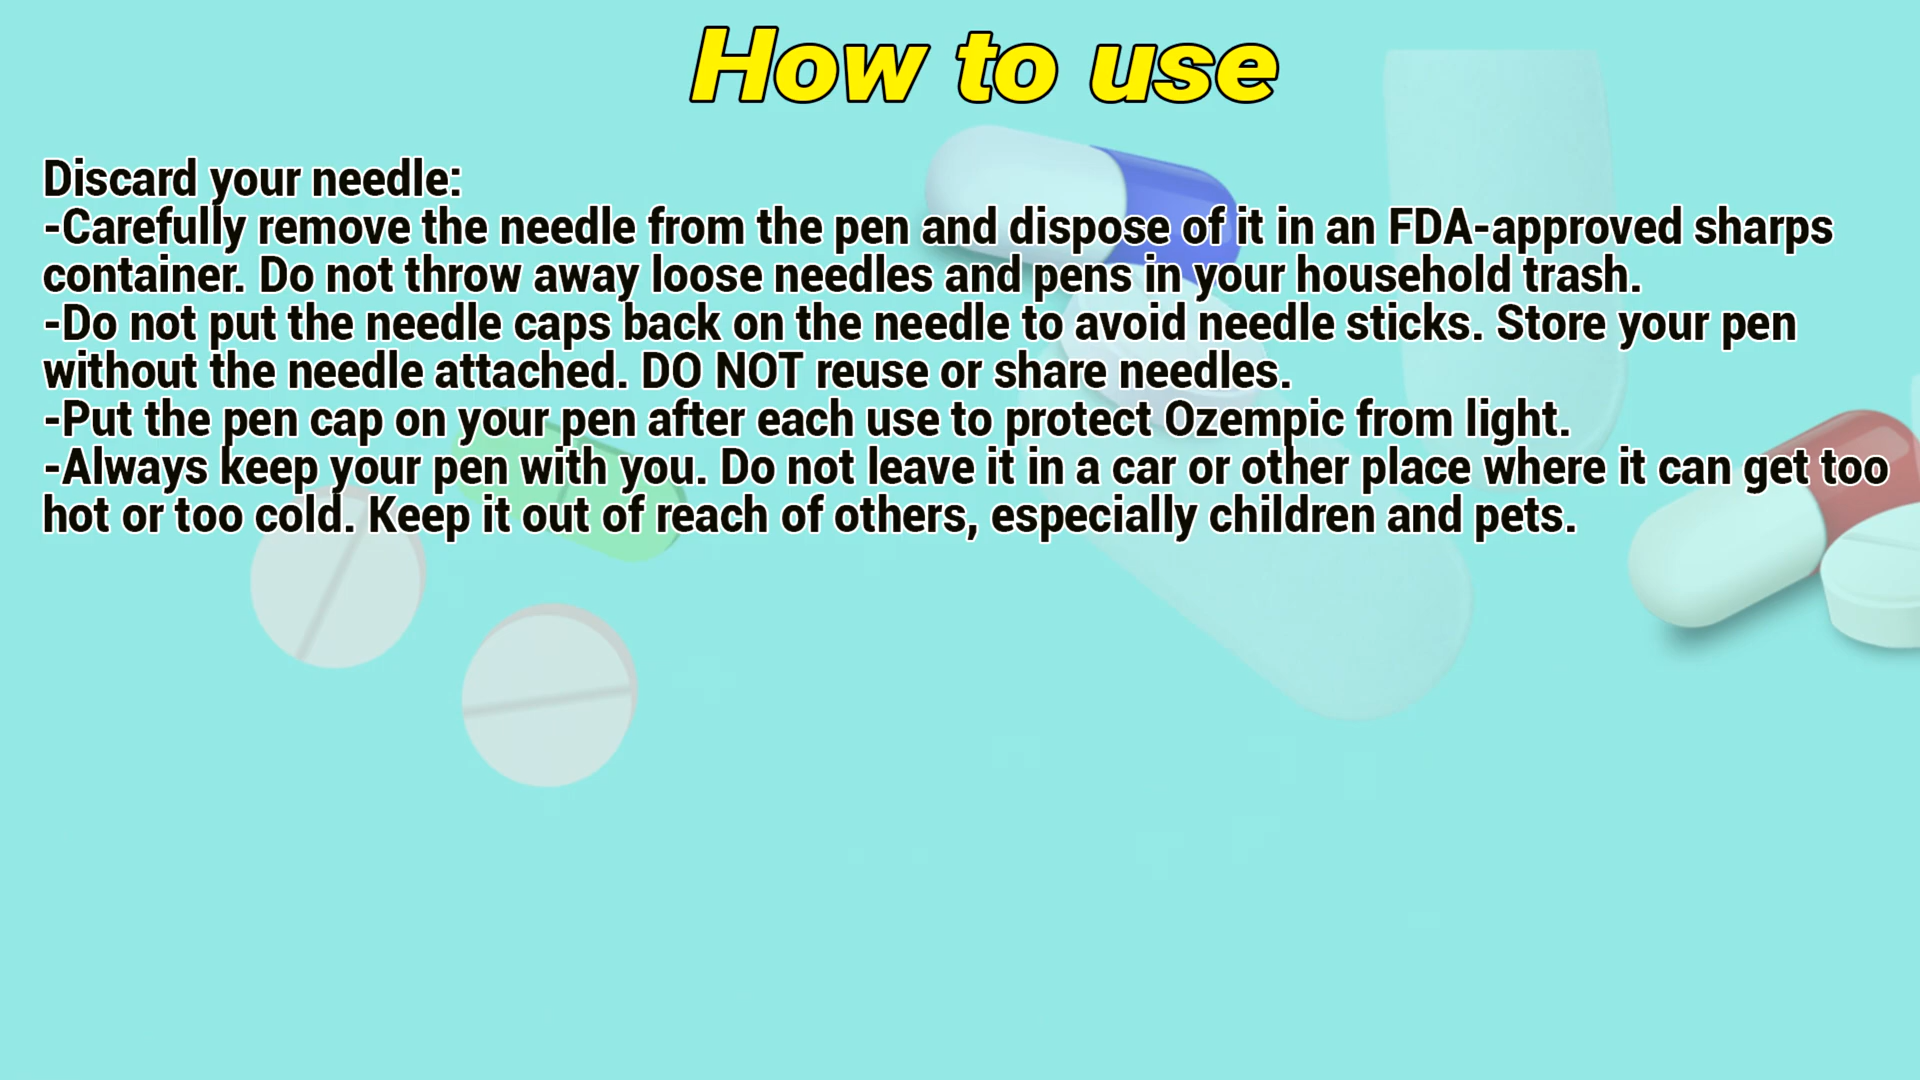 How to use
Discard your needle:
-Carefully remove the needle from the pen and dispose of it in an FDA-approved sharps
container. Do not throw away loose needles and pens in your household trash.
-Do not put the needle caps back on the needle to avoid needle sticks. Store your pen
without the needle attached. DO NOT reuse or share needles.
-Put the pen cap on your pen after each use to protect Ozempic from light.
-Always keep your pen with you. Do not leave it in a car or other place where it can get too
hot or too cold. Keep it out of reach of others, especially children and pets.